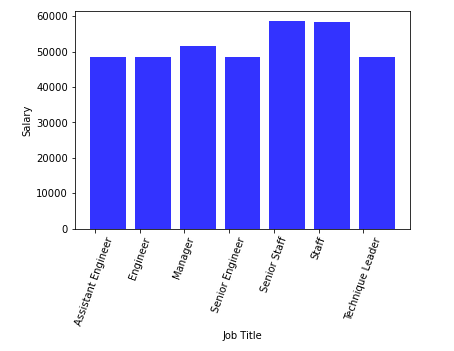 60000
50000
40000
30000
20000
10000
0
Salary
Assistant Engineer
Engineer
Manager
Senior Engineer
Senior Staff
Staff
Technique Leader
Job Title